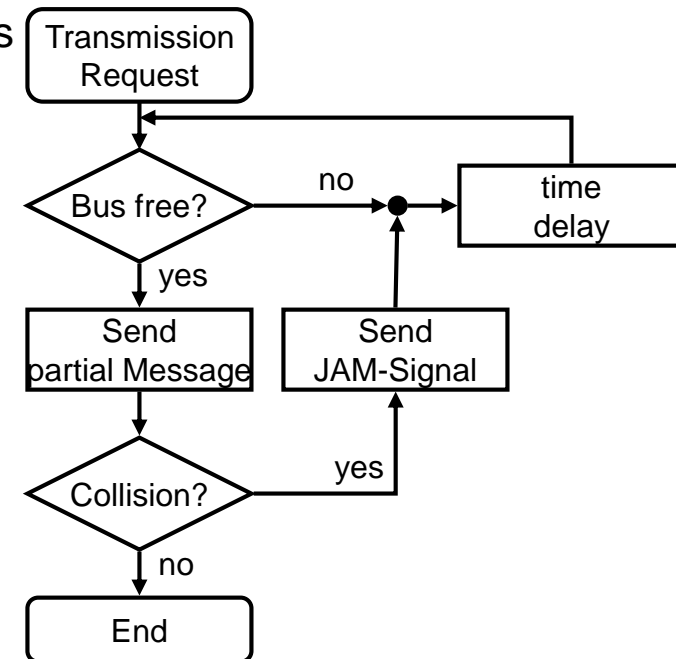 s
Transmission
Request
Bus free?
no
time
delay
yes
Send
partial Message
Send
JAM-Signal
Collision?
yes
no
End